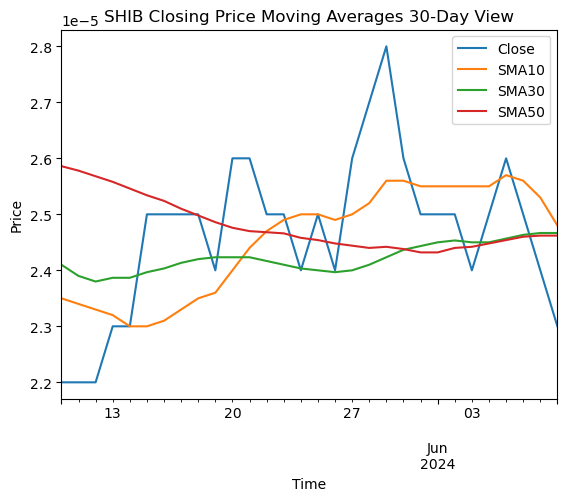 SHIB Closing Price Moving Averages 30-Day View
1e−5
2.8
2.7
2.6
2.5
2.4
2.3
2.2
Price
Close
SMA10
SMA30
SMA50
13
20
27
03
Jun
2024
Time